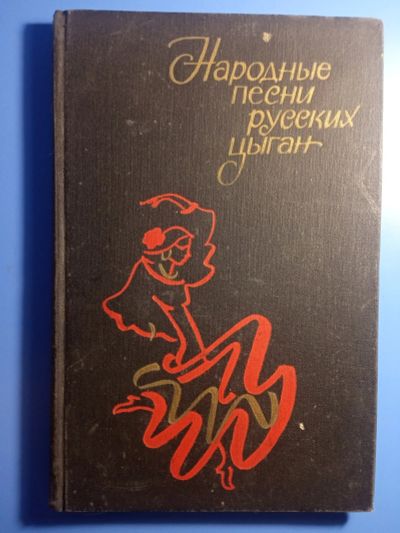 Народные
песни
русских
цыган